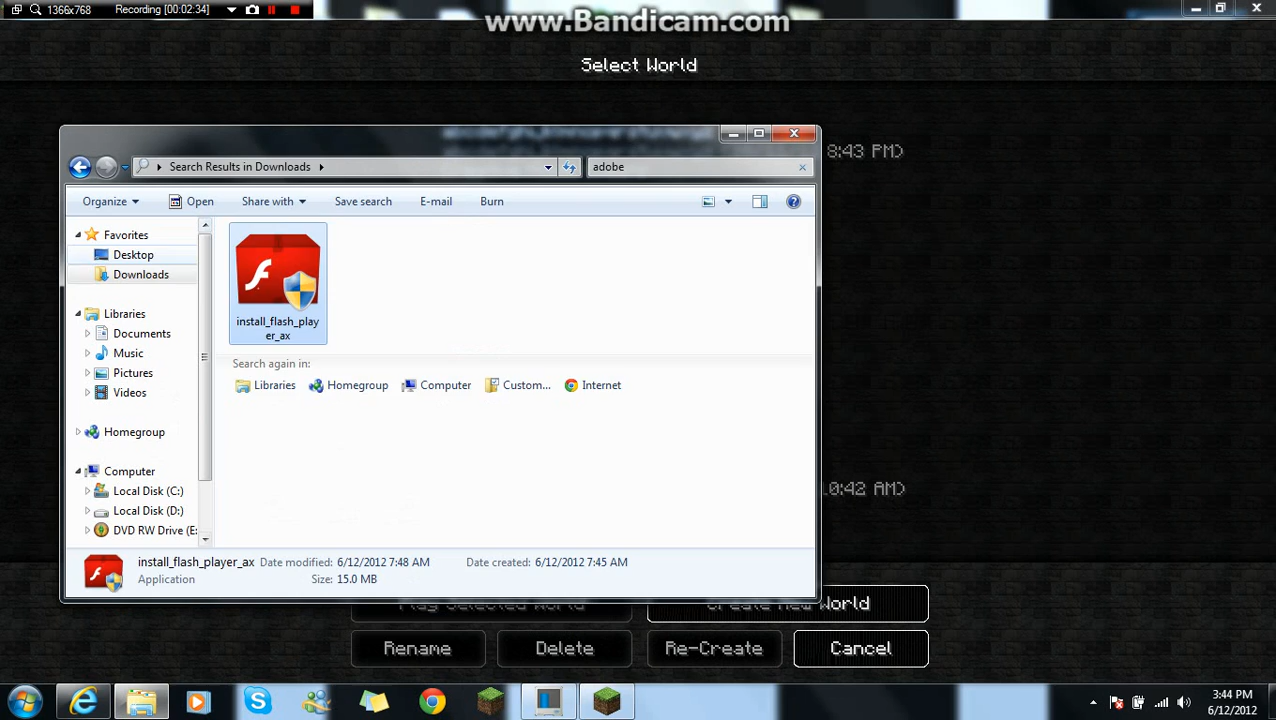 1366x768 Recording [00:02:34]
www.Bandicam.com
Select World
8:43 PM)
Search Results in Downloads
adobe
Organize Open Share with Save search E-mail Burn
Favorites
Desktop
Downloads
Libraries
Documents
Music
Pictures
Videos
Homegroup
Computer
Local Disk (C:)
Local Disk (D:)
DVD RW Drive (E:
install_flash_play
er_ax
Search again in:
Libraries Homegroup Computer Custom... Internet
0:42 AM)
install_flash_player_ax Date modified: 6/12/2012 7:48 AM Date created: 6/12/2012 7:45 AM
Application Size: 15.0 MB
Play Selected World Create New World
Rename Delete Re-Create Cancel
3:44 PM
6/12/2012